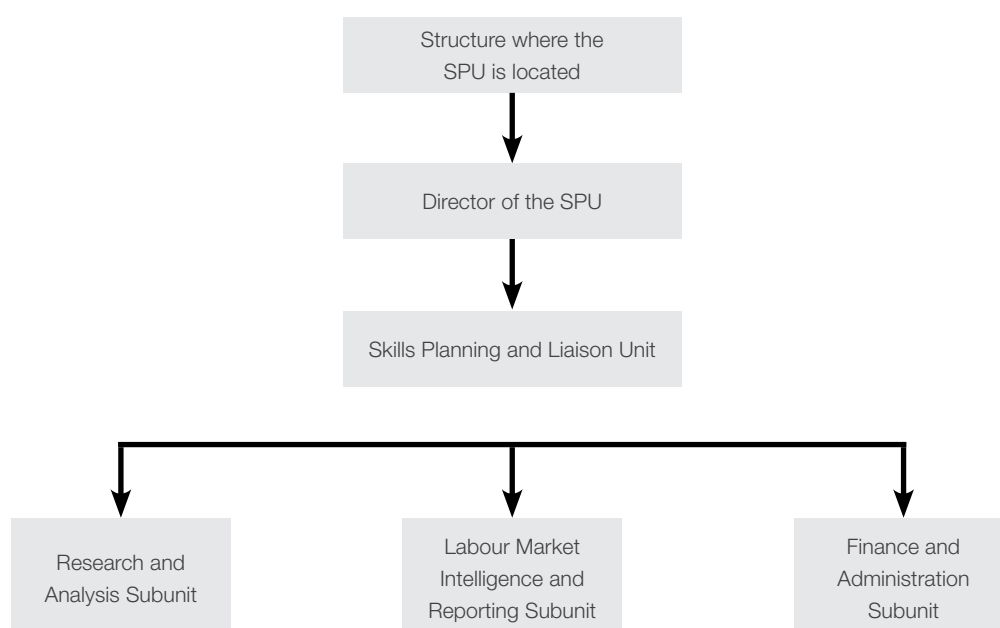 Structure where the
SPU is located
Director of the SPU
Skills Planning and Liaison Unit
Research and
Analysis Subunit
Labour Market
Intelligence and
Reporting Subunit
Finance and
Administration
Subunit